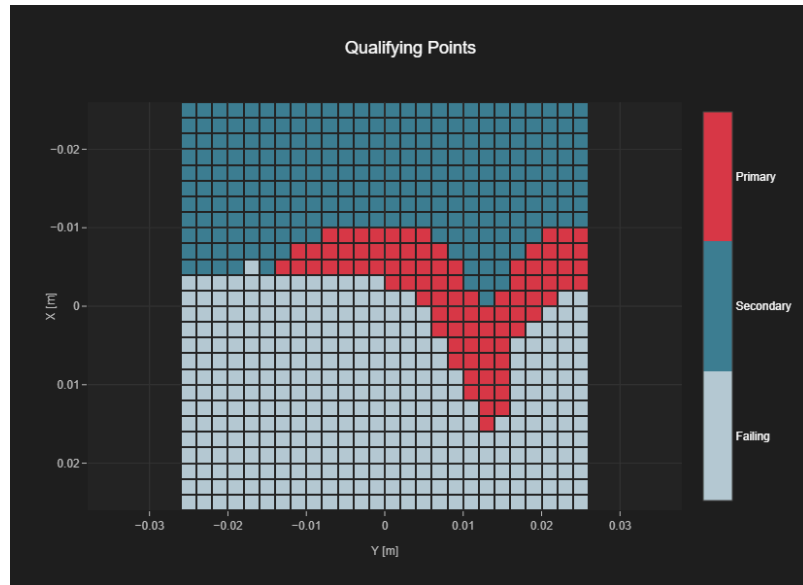 Qualifying Points
Primary
Secondary
Failing
−0.02
−0.01
0
0.01
0.02
X [m]
−0.03
−0.02
−0.01
0
0.01
0.02
0.03
Y [m]